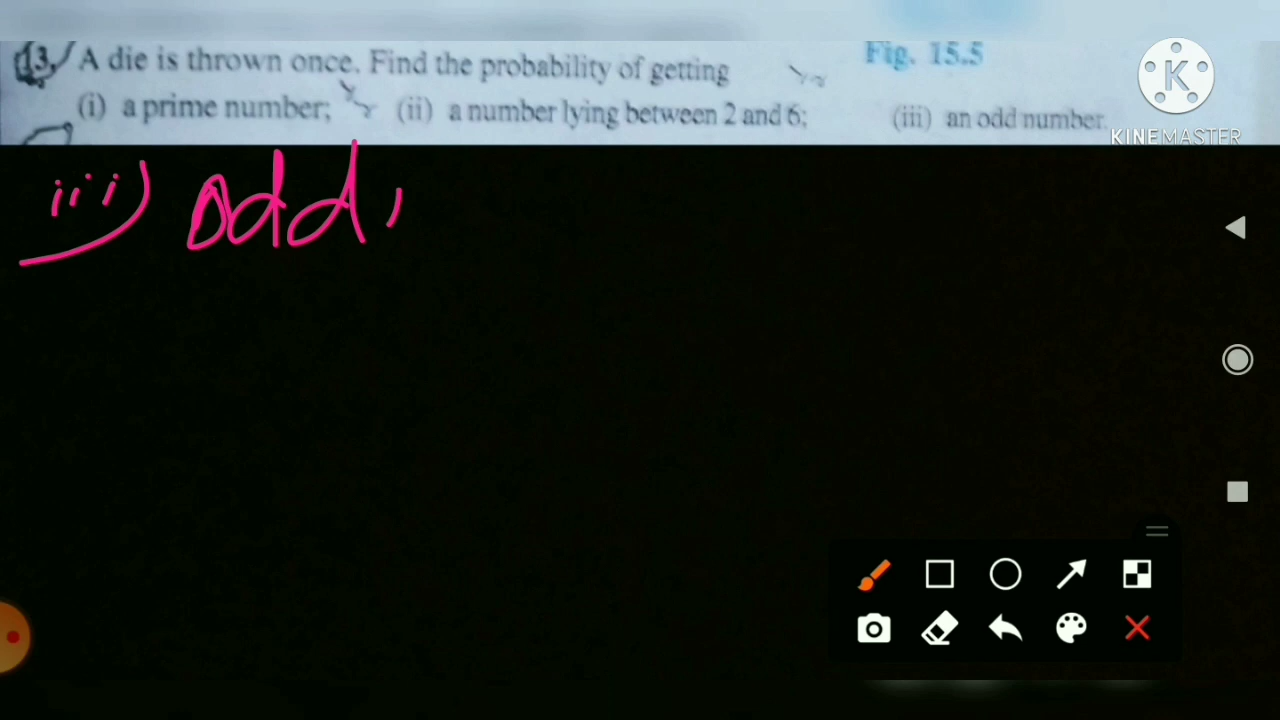 13. A die is thrown once. Find the probability of getting
Fig. 15.5
(i) a prime number; (ii) a number lying between 2 and 6; (iii) an odd number.
K
KINEMASTER
iii) odd,